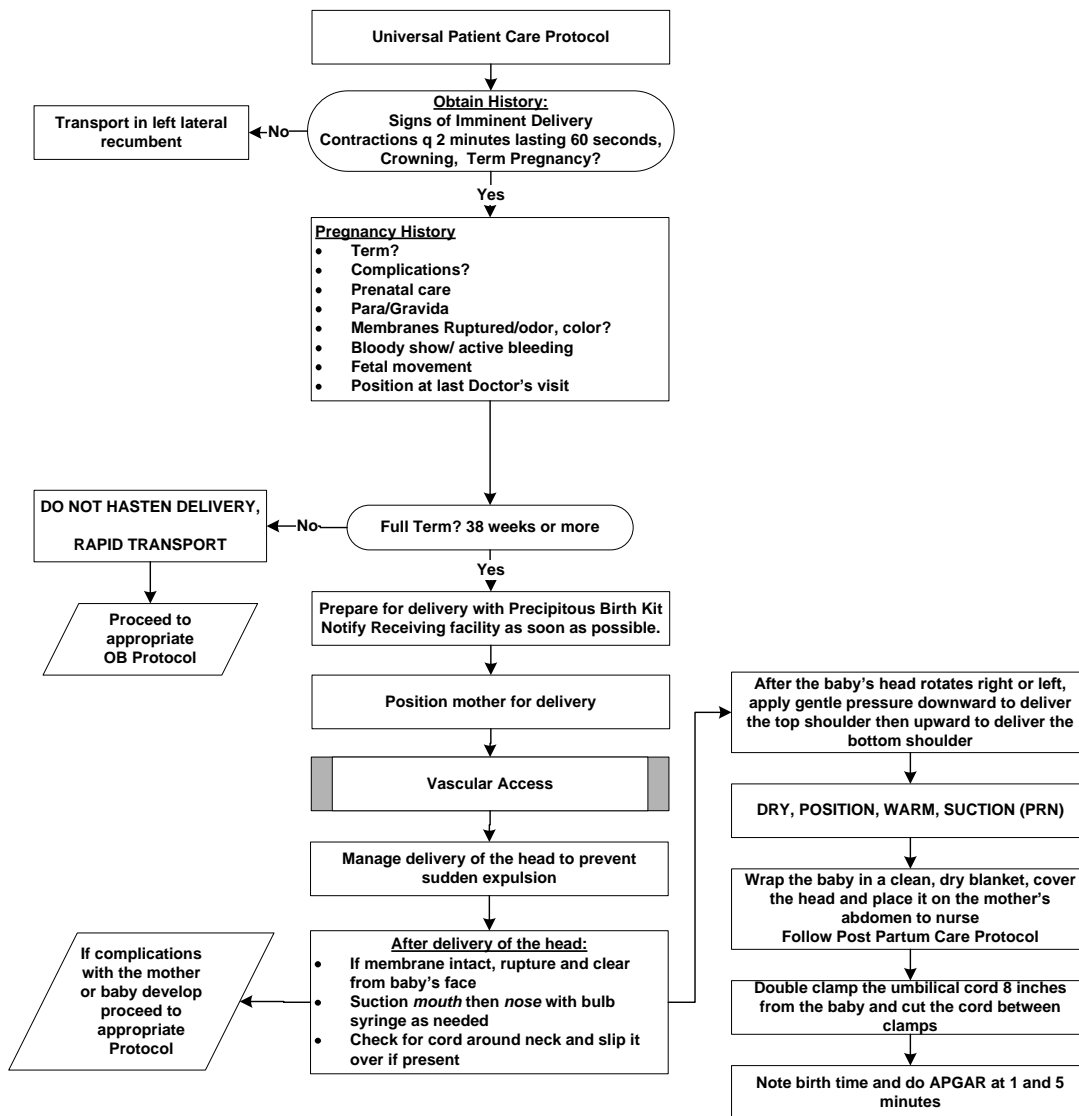 Universal Patient Care Protocol
Obtain History:
Signs of Imminent Delivery
Contractions q 2 minutes lasting 60 seconds,
Crowning, Term Pregnancy?
No
Transport in left lateral
recumbent
Yes
Pregnancy History
• Term?
• Complications?
• Prenatal care
• Para/Gravida
• Membranes Ruptured/odor, color?
• Bloody show/ active bleeding
• Fetal movement
• Position at last Doctor's visit
Full Term? 38 weeks or more
No
DO NOT HASTEN DELIVERY,
RAPID TRANSPORT
Proceed to
appropriate
OB Protocol
Yes
Prepare for delivery with Precipitous Birth Kit
Notify Receiving facility as soon as possible.
Position mother for delivery
Vascular Access
Manage delivery of the head to prevent
sudden expulsion
After delivery of the head:
• If membrane intact, rupture and clear
from baby's face
• Suction mouth then nose with bulb
syringe as needed
• Check for cord around neck and slip it
over if present
If complications
with the mother
or baby develop
proceed to
appropriate
Protocol
After the baby's head rotates right or left,
apply gentle pressure downward to deliver
the top shoulder then upward to deliver the
bottom shoulder
DRY, POSITION, WARM, SUCTION (PRN)
Wrap the baby in a clean, dry blanket, cover
the head and place it on the mother's
abdomen to nurse
Follow Post Partum Care Protocol
Double clamp the umbilical cord 8 inches
from the baby and cut the cord between
clamps
Note birth time and do APGAR at 1 and 5
minutes